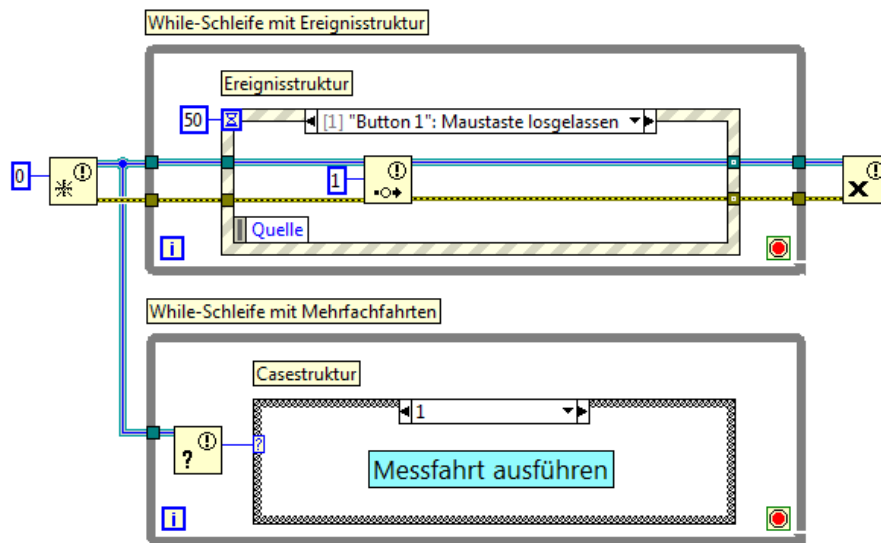 While-Schleife mit Ereignisstruktur
Ereignisstruktur
50
[1] "Button 1": Maustaste losgelassen
0
1
Quelle
i
While-Schleife mit Mehrfachfahrten
Casestruktur
1
?
?
Messfahrt ausführen
i